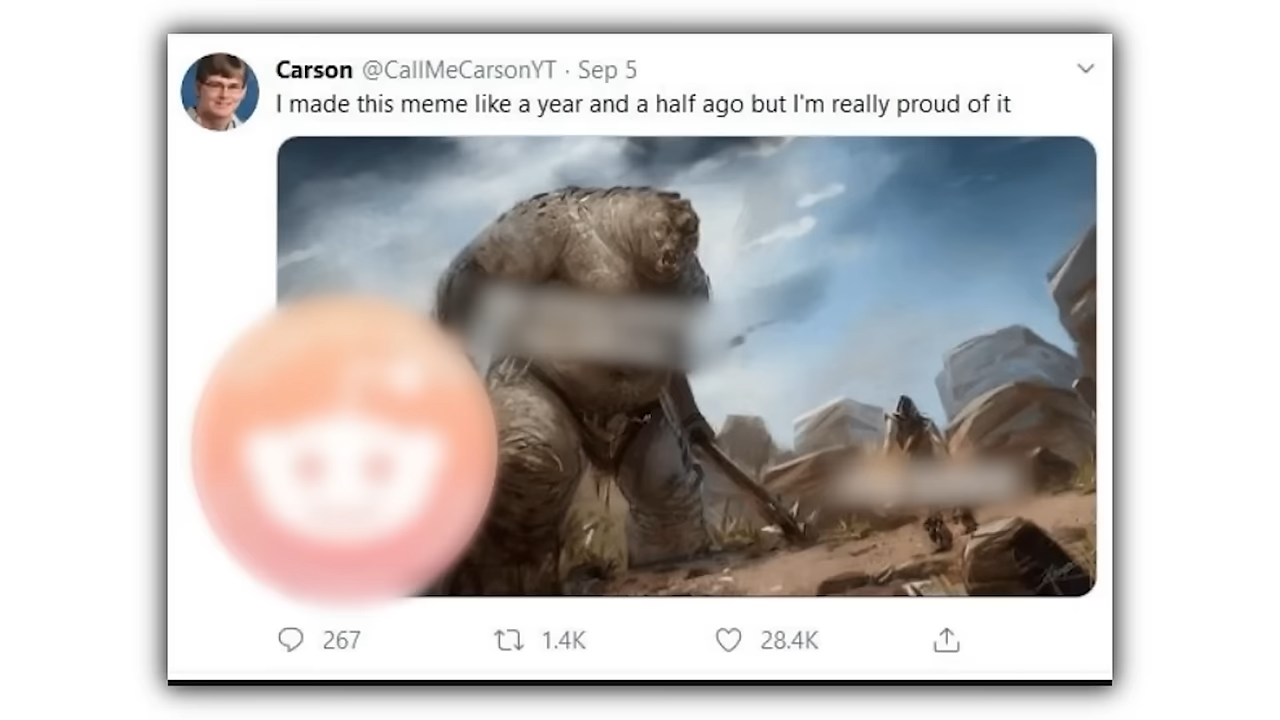 Carson @CallMeCarsonYT · Sep 5
I made this meme like a year and a half ago but I'm really proud of it
267 1.4K 28.4K